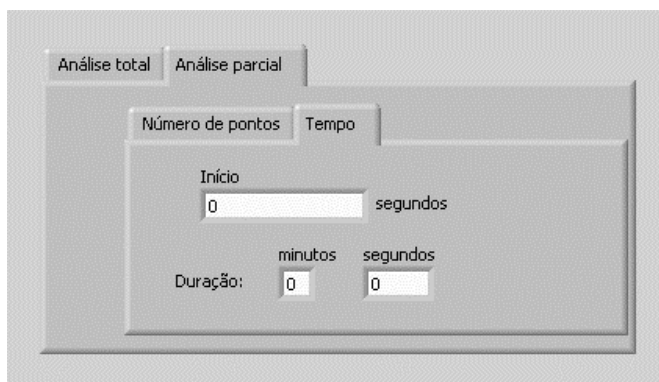 Análise total Análise parcial
Número de pontos Tempo
Início
0 segundos
minutos segundos
Duração: 0 0